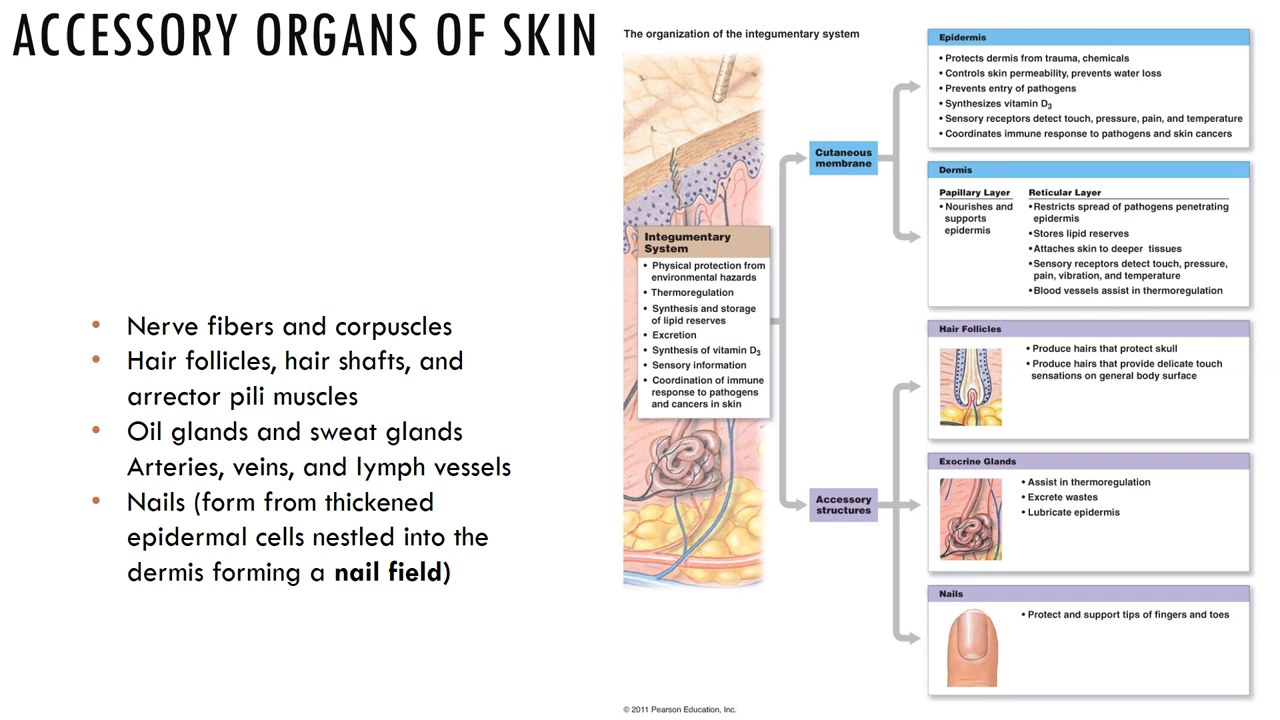 ACCESSORY ORGANS OF SKIN
• Nerve fibers and corpuscles
• Hair follicles, hair shafts, and
arrector pili muscles
• Oil glands and sweat glands
Arteries, veins, and lymph vessels
• Nails (form from thickened
epidermal cells nestled into the
dermis forming a nail field)
The organization of the integumentary system
Integumentary
System
• Physical protection from
environmental hazards
• Thermoregulation
• Synthesis and storage
of lipid reserves
• Excretion
• Synthesis of vitamin D3
• Sensory information
• Coordination of immune
response to pathogens
and cancers in skin
Cutaneous
membrane
Epidermis
• Protects dermis from trauma, chemicals
• Controls skin permeability, prevents water loss
• Prevents entry of pathogens
• Synthesizes vitamin D3
• Sensory receptors detect touch, pressure, pain, and temperature
• Coordinates immune response to pathogens and skin cancers
Dermis
Papillary Layer
• Nourishes and
supports
epidermis
Reticular Layer
• Restricts spread of pathogens penetrating
epidermis
• Stores lipid reserves
• Attaches skin to deeper tissues
• Sensory receptors detect touch, pressure,
pain, vibration, and temperature
• Blood vessels assist in thermoregulation
Accessory
structures
Hair Follicles
• Produce hairs that protect skull
• Produce hairs that provide delicate touch
sensations on general body surface
Exocrine Glands
• Assist in thermoregulation
• Excrete wastes
• Lubricate epidermis
Nails
• Protect and support tips of fingers and toes
© 2011 Pearson Education, Inc.